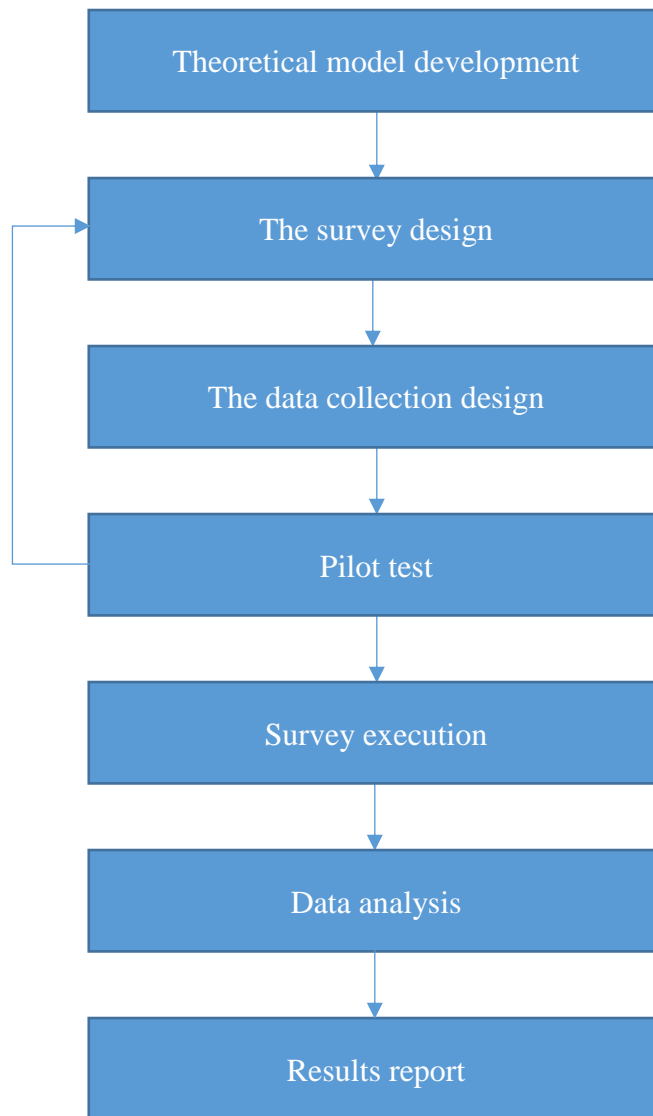 Theoretical model development
The survey design
The data collection design
Pilot test
Survey execution
Data analysis
Results report